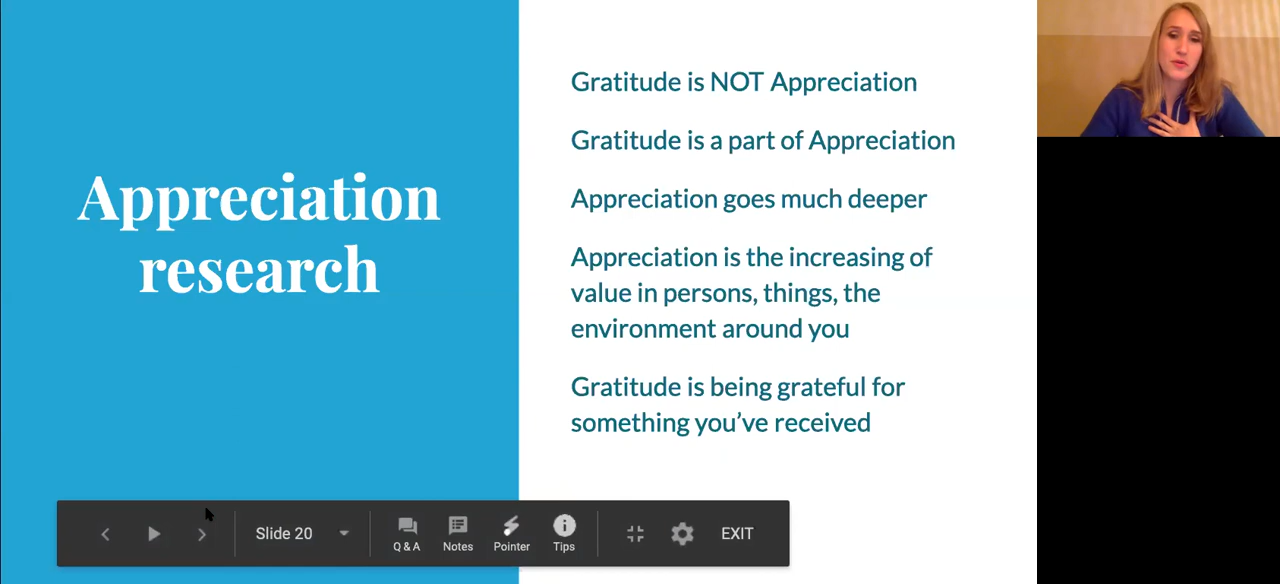 Appreciation
research
Gratitude is NOT Appreciation
Gratitude is a part of Appreciation
Appreciation goes much deeper
Appreciation is the increasing of
value in persons, things, the
environment around you
Gratitude is being grateful for
something you've received
Slide 20
Q & A
Notes
Pointer
Tips
EXIT